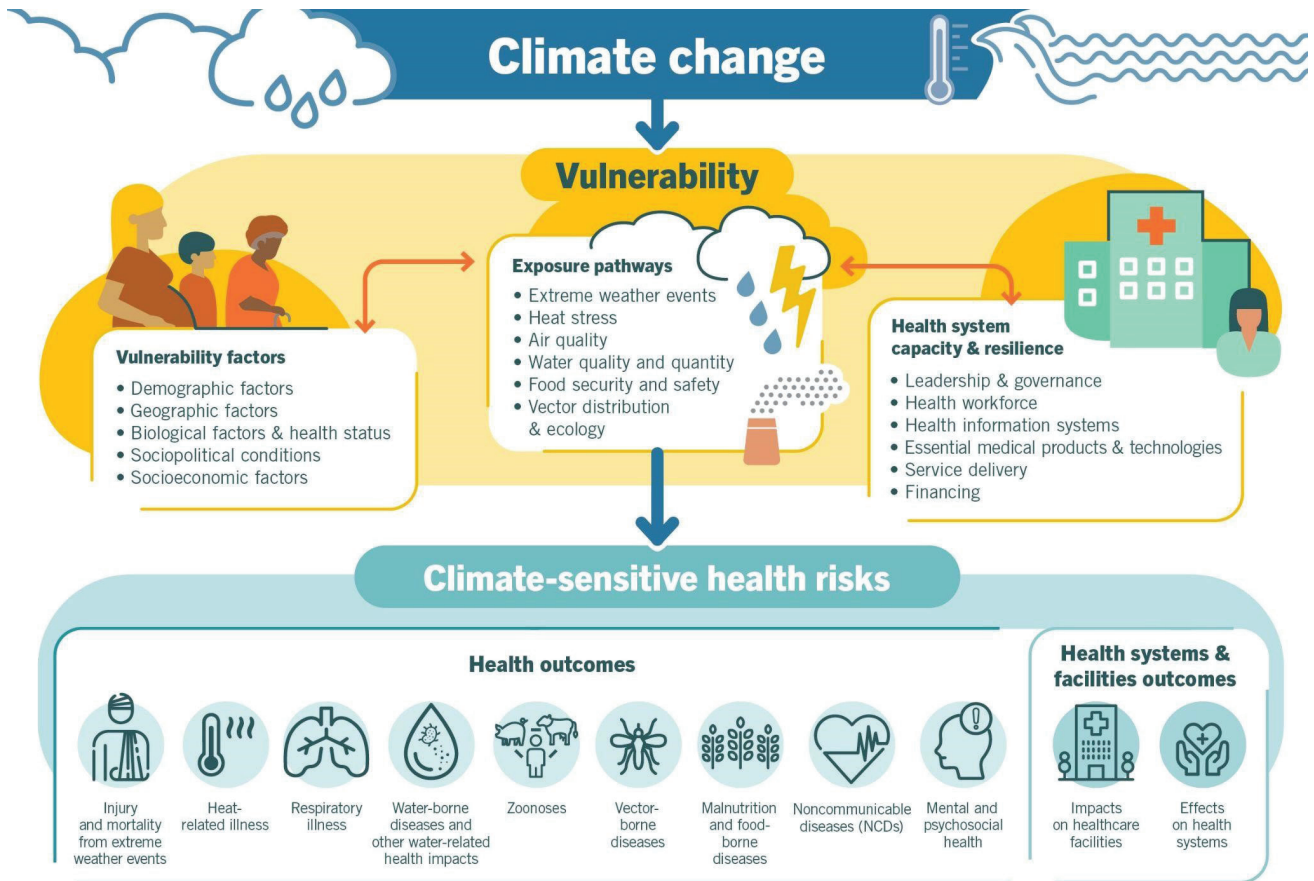 Climate change
Vulnerability
Vulnerability factors
• Demographic factors
• Geographic factors
• Biological factors & health status
• Sociopolitical conditions
• Socioeconomic factors
Exposure pathways
• Extreme weather events
• Heat stress
• Air quality
• Water quality and quantity
• Food security and safety
• Vector distribution
& ecology
Health system
capacity & resilience
• Leadership & governance
• Health workforce
• Health information systems
• Essential medical products & technologies
• Service delivery
• Financing
Climate-sensitive health risks
Health outcomes
Injury
and mortality
from extreme
weather events
Heat-
related illness
Respiratory
illness
Water-borne
diseases and
other water-related
health impacts
Zoonoses
Vector-
borne
diseases
Malnutrition
and food-
borne
diseases
Noncommunicable
diseases (NCDs)
Mental and
psychosocial
health
Health systems &
facilities outcomes
Impacts
on healthcare
facilities
Effects
on health
systems